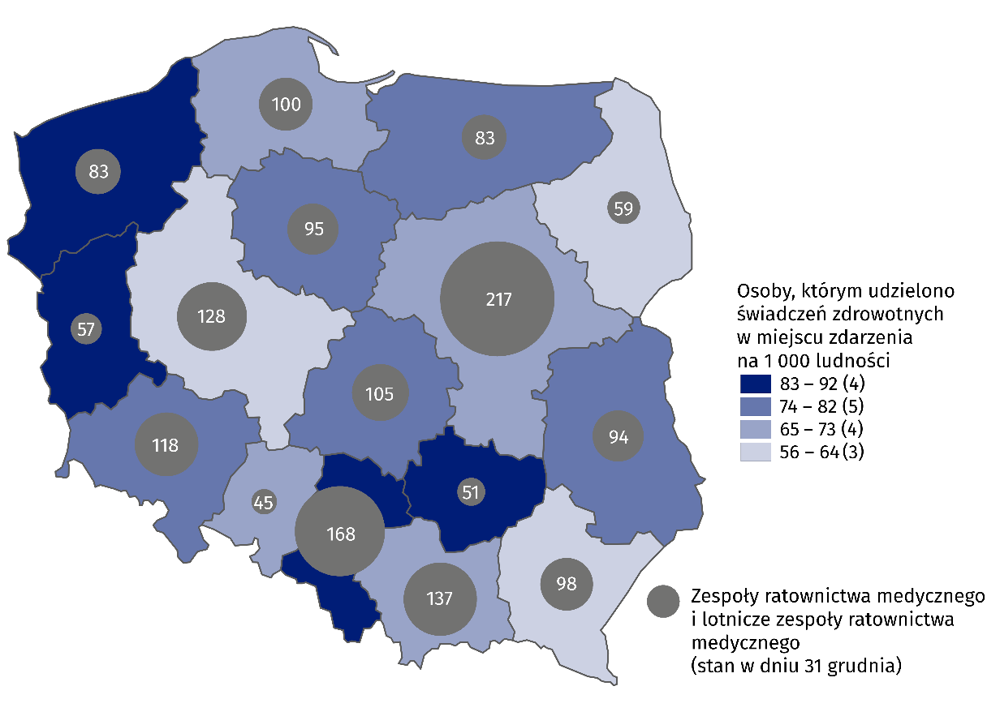 100
83
83
59
95
217
128
57
105
118
94
51
45
168
98
137
Osoby, którym udzielono
świadczeń zdrowotnych
w miejscu zdarzenia
na 1 000 ludności
83 – 92 (4)
74 – 82 (5)
65 – 73 (4)
56 – 64 (3)
Zespoły ratownictwa medycznego
i lotnicze zespoły ratownictwa
medycznego
(stan w dniu 31 grudnia)